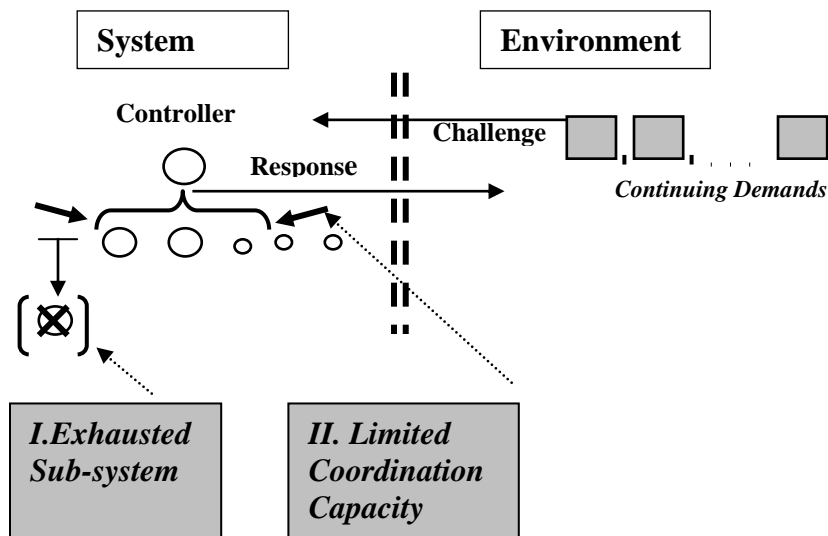 System
Environment
Controller
Challenge
Response
Continuing Demands
I.Exhausted
Sub-system
II. Limited
Coordination
Capacity